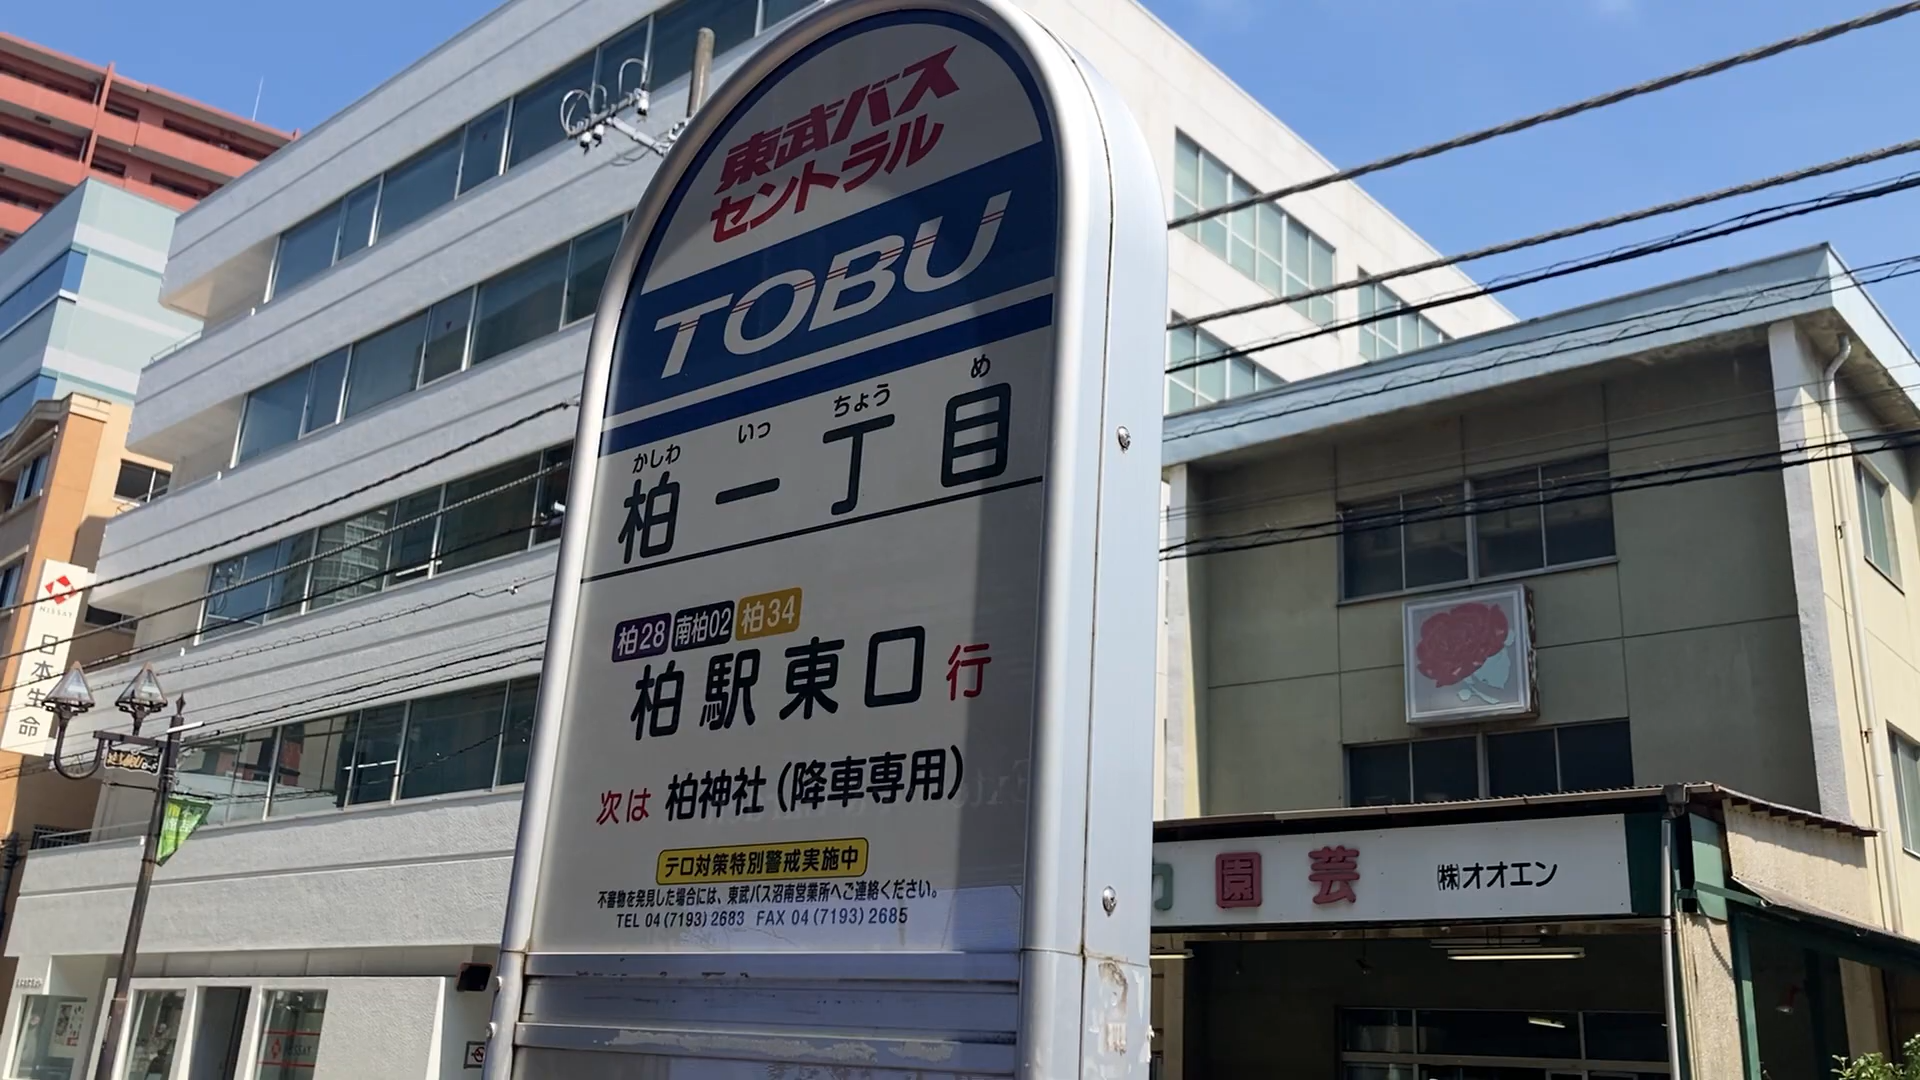 東武バス
セントラル
TOBU
かしわ いっ ちょう め
柏一丁目
柏28 南柏02 柏34
柏駅東口行
次は 柏神社(降車専用)
テロ対策特別警戒実施中
不審物を発見した場合には、東武バス沼南営業所へご連絡ください。
TEL 04(7193)2683 FAX 04(7193)2685
NISSAY
日本生命
園芸 ㈱オオエン
NISSAY